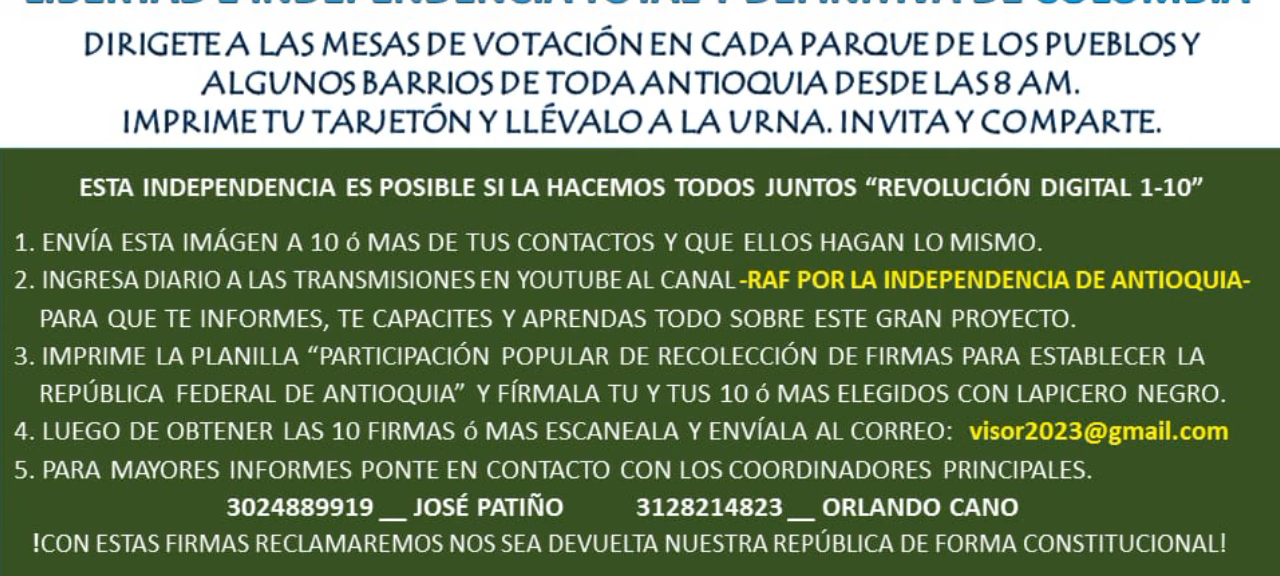 LIBERTAD E INDEPENDENCIA TOTAL Y DEFINITIVA DE COLOMBIA
DIRIGETE A LAS MESAS DE VOTACIÓN EN CADA PARQUE DE LOS PUEBLOS Y
ALGUNOS BARRIOS DE TODA ANTIOQUIA DESDE LAS 8 AM.
IMPRIME TU TARJETÓN Y LLÉVALO A LA URNA. INVITA Y COMPARTE.
ESTA INDEPENDENCIA ES POSIBLE SI LA HACEMOS TODOS JUNTOS “REVOLUCIÓN DIGITAL 1-10”
1. ENVÍA ESTA IMÁGEN A 10 ó MAS DE TUS CONTACTOS Y QUE ELLOS HAGAN LO MISMO.
2. INGRESA DIARIO A LAS TRANSMISIONES EN YOUTUBE AL CANAL -RAF POR LA INDEPENDENCIA DE ANTIOQUIA-
PARA QUE TE INFORMES, TE CAPACITES Y APRENDAS TODO SOBRE ESTE GRAN PROYECTO.
3. IMPRIME LA PLANILLA “PARTICIPACIÓN POPULAR DE RECOLECCIÓN DE FIRMAS PARA ESTABLECER LA
REPÚBLICA FEDERAL DE ANTIOQUIA” Y FÍRMALA TU Y TUS 10 ó MAS ELEGIDOS CON LAPICERO NEGRO.
4. LUEGO DE OBTENER LAS 10 FIRMAS ó MAS ESCANEALA Y ENVÍALA AL CORREO: visor2023@gmail.com
5. PARA MAYORES INFORMES PONTE EN CONTACTO CON LOS COORDINADORES PRINCIPALES.
3024889919 __ JOSÉ PATIÑO 3128214823 __ ORLANDO CANO
!CON ESTAS FIRMAS RECLAMAREMOS NOS SEA DEVUELTA NUESTRA REPÚBLICA DE FORMA CONSTITUCIONAL!